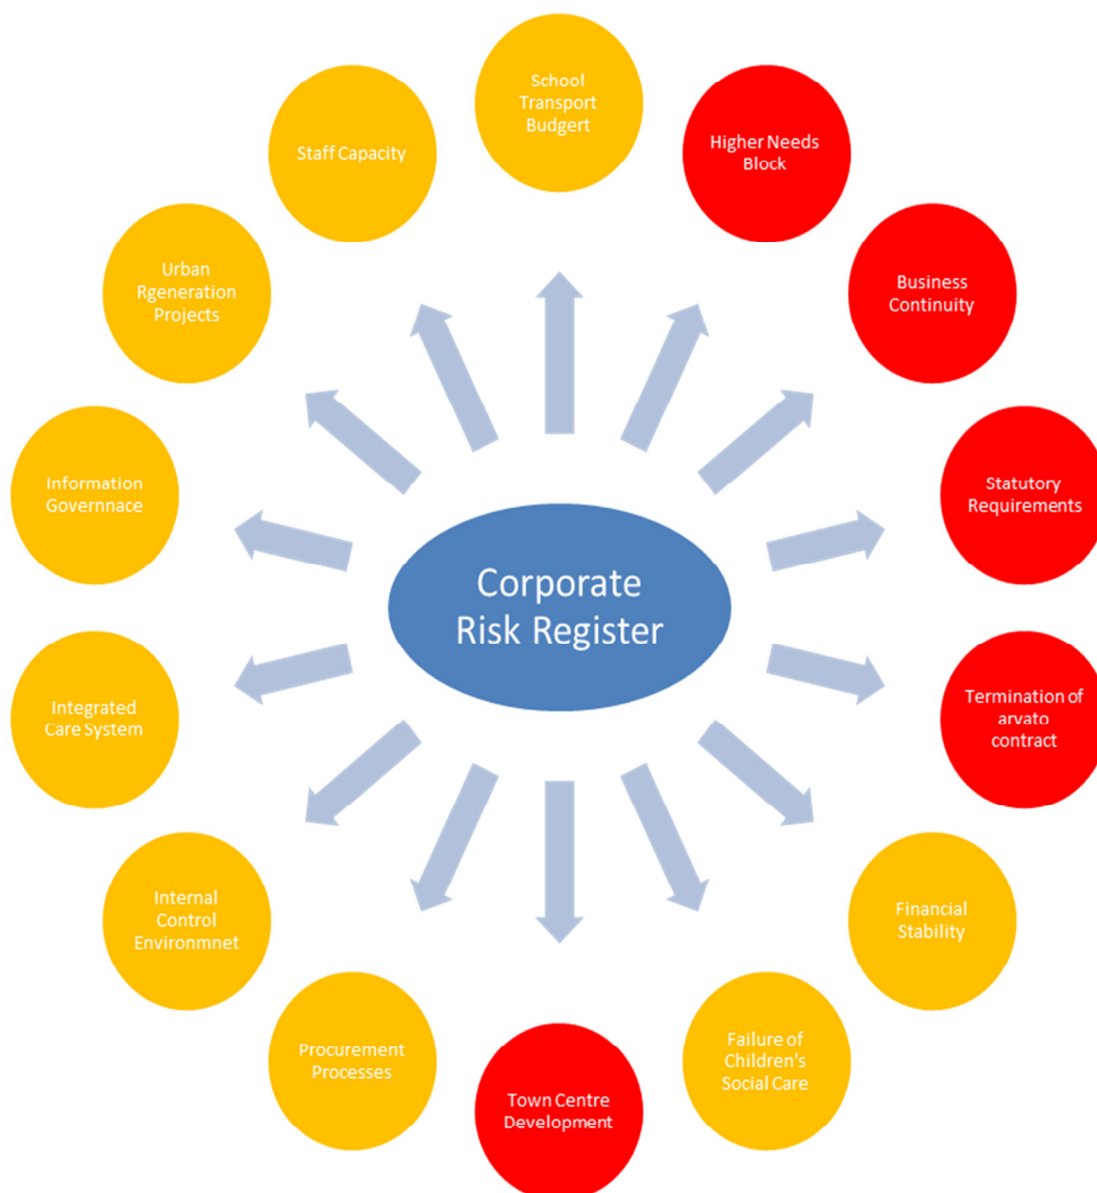 School
Transport
Budgert
Higher Needs
Block
Business
Continuity
Statutory
Requirements
Termination of
arvato
contract
Financial
Stability
Failure of
Children's
Social Care
Town Centre
Development
Procurement
Processes
Internal
Control
Environmnet
Integrated
Care System
Information
Governnace
Urban
Rgeneration
Projects
Staff Capacity
Corporate
Risk Register